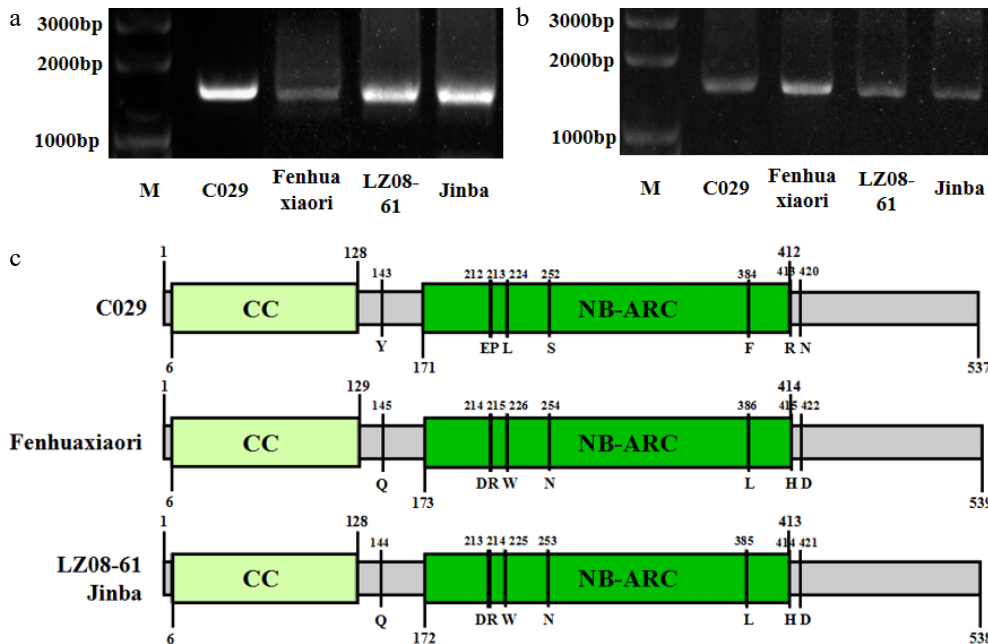 a
3000bp
2000bp
1000bp
M
C029
Fenhua
xiaori
LZ08-
61
Jinba
b
3000bp
2000bp
1000bp
M
C029
Fenhua
xiaori
LZ08-
61
Jinba
c
1 128 143 212 213 224 252 384 412 413 420
C029 CC NB-ARC
Y EP L S F R N
6 171 537
1 129 145 214 215 226 254 386 414 415 422
Fenhuaxiaori CC NB-ARC
Q DR W N L H D
6 173 539
1 128 144 213 214 225 253 385 413 414 421
LZ08-61
Jinba
CC NB-ARC
Q DR W N L H D
6 172 538